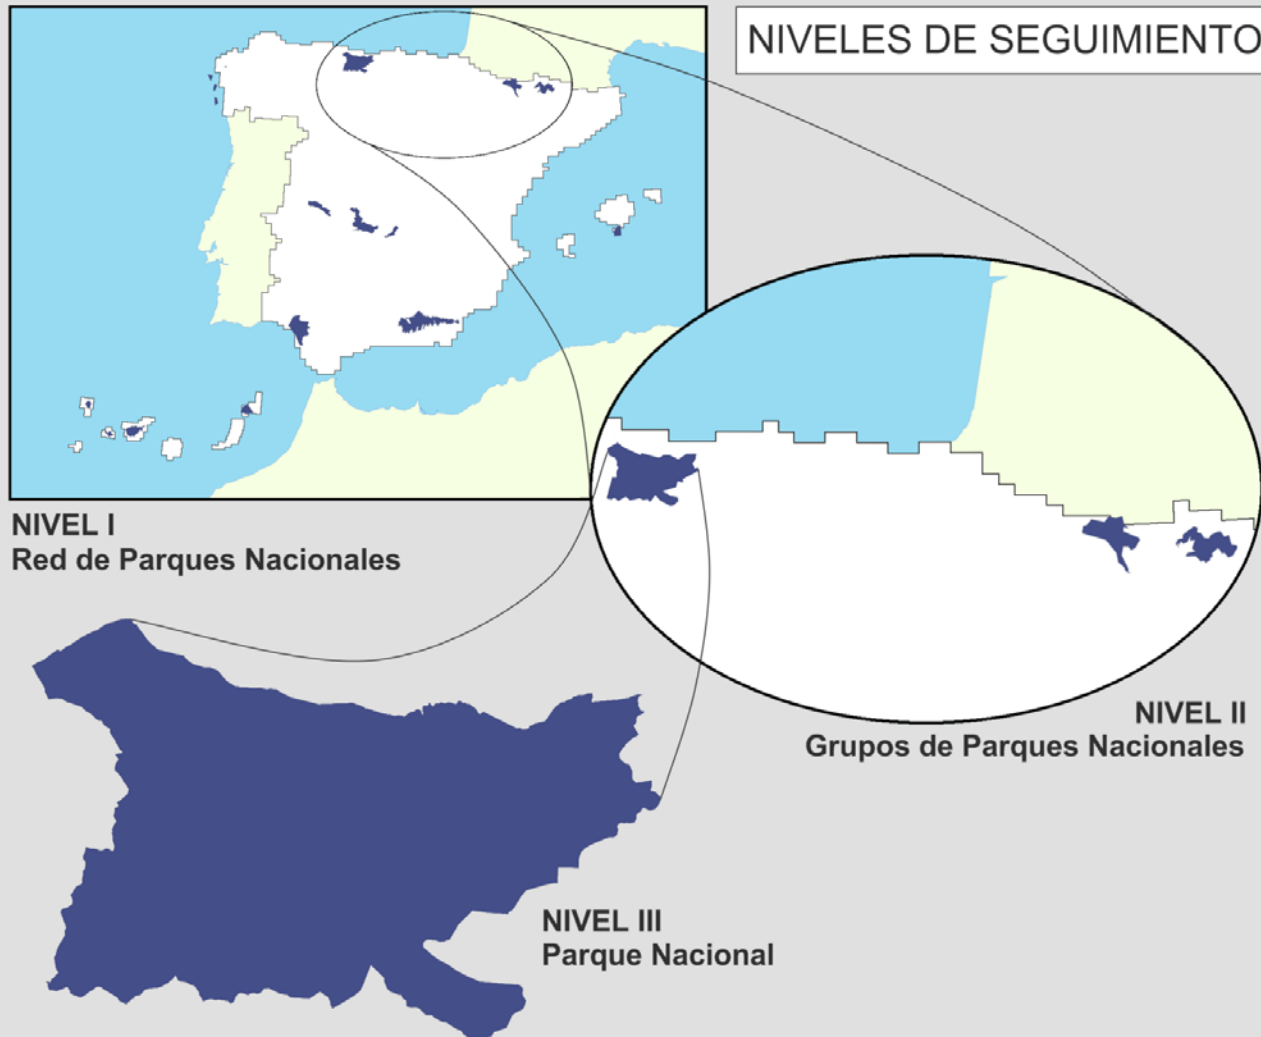 NIVELES DE SEGUIMIENTO
NIVEL I
Red de Parques Nacionales
NIVEL II
Grupos de Parques Nacionales
NIVEL III
Parque Nacional